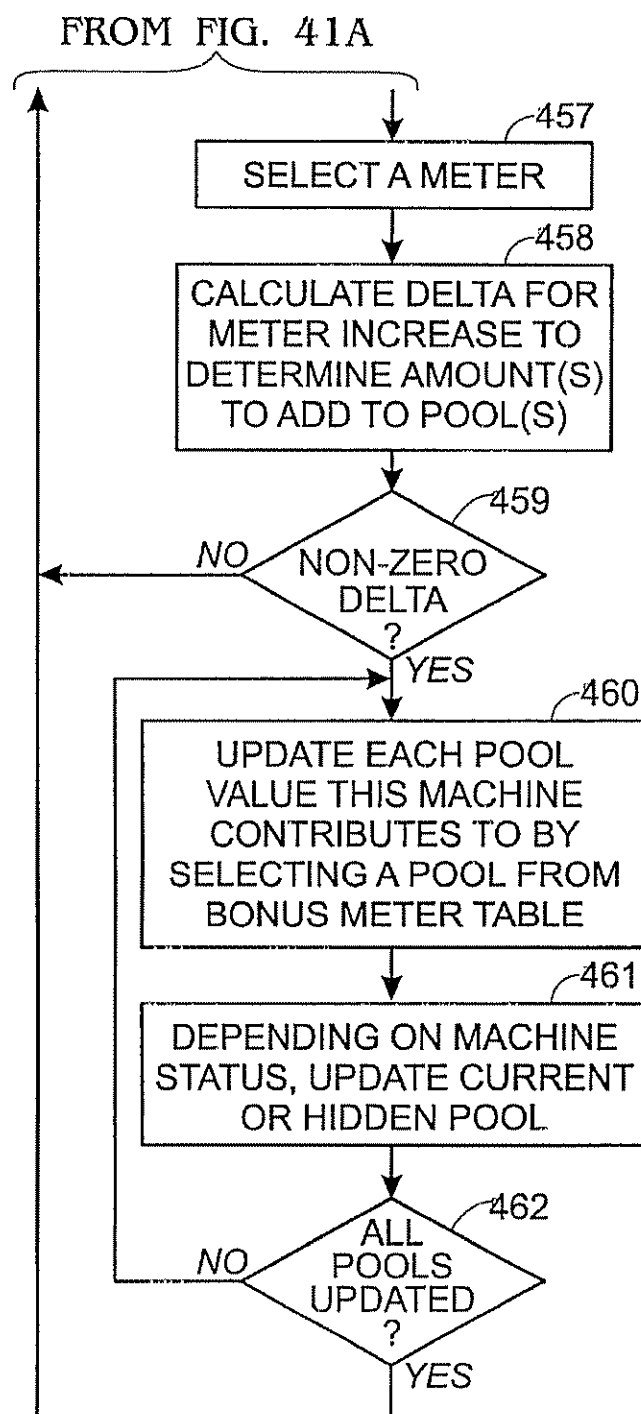 FROM FIG. 41A
457
SELECT A METER
458
CALCULATE DELTA FOR
METER INCREASE TO
DETERMINE AMOUNT(S)
TO ADD TO POOL(S)
459
NO
NON-ZERO
DELTA
?
YES
460
UPDATE EACH POOL
VALUE THIS MACHINE
CONTRIBUTES TO BY
SELECTING A POOL FROM
BONUS METER TABLE
461
DEPENDING ON MACHINE
STATUS, UPDATE CURRENT
OR HIDDEN POOL
462
NO
ALL
POOLS
UPDATED
?
YES